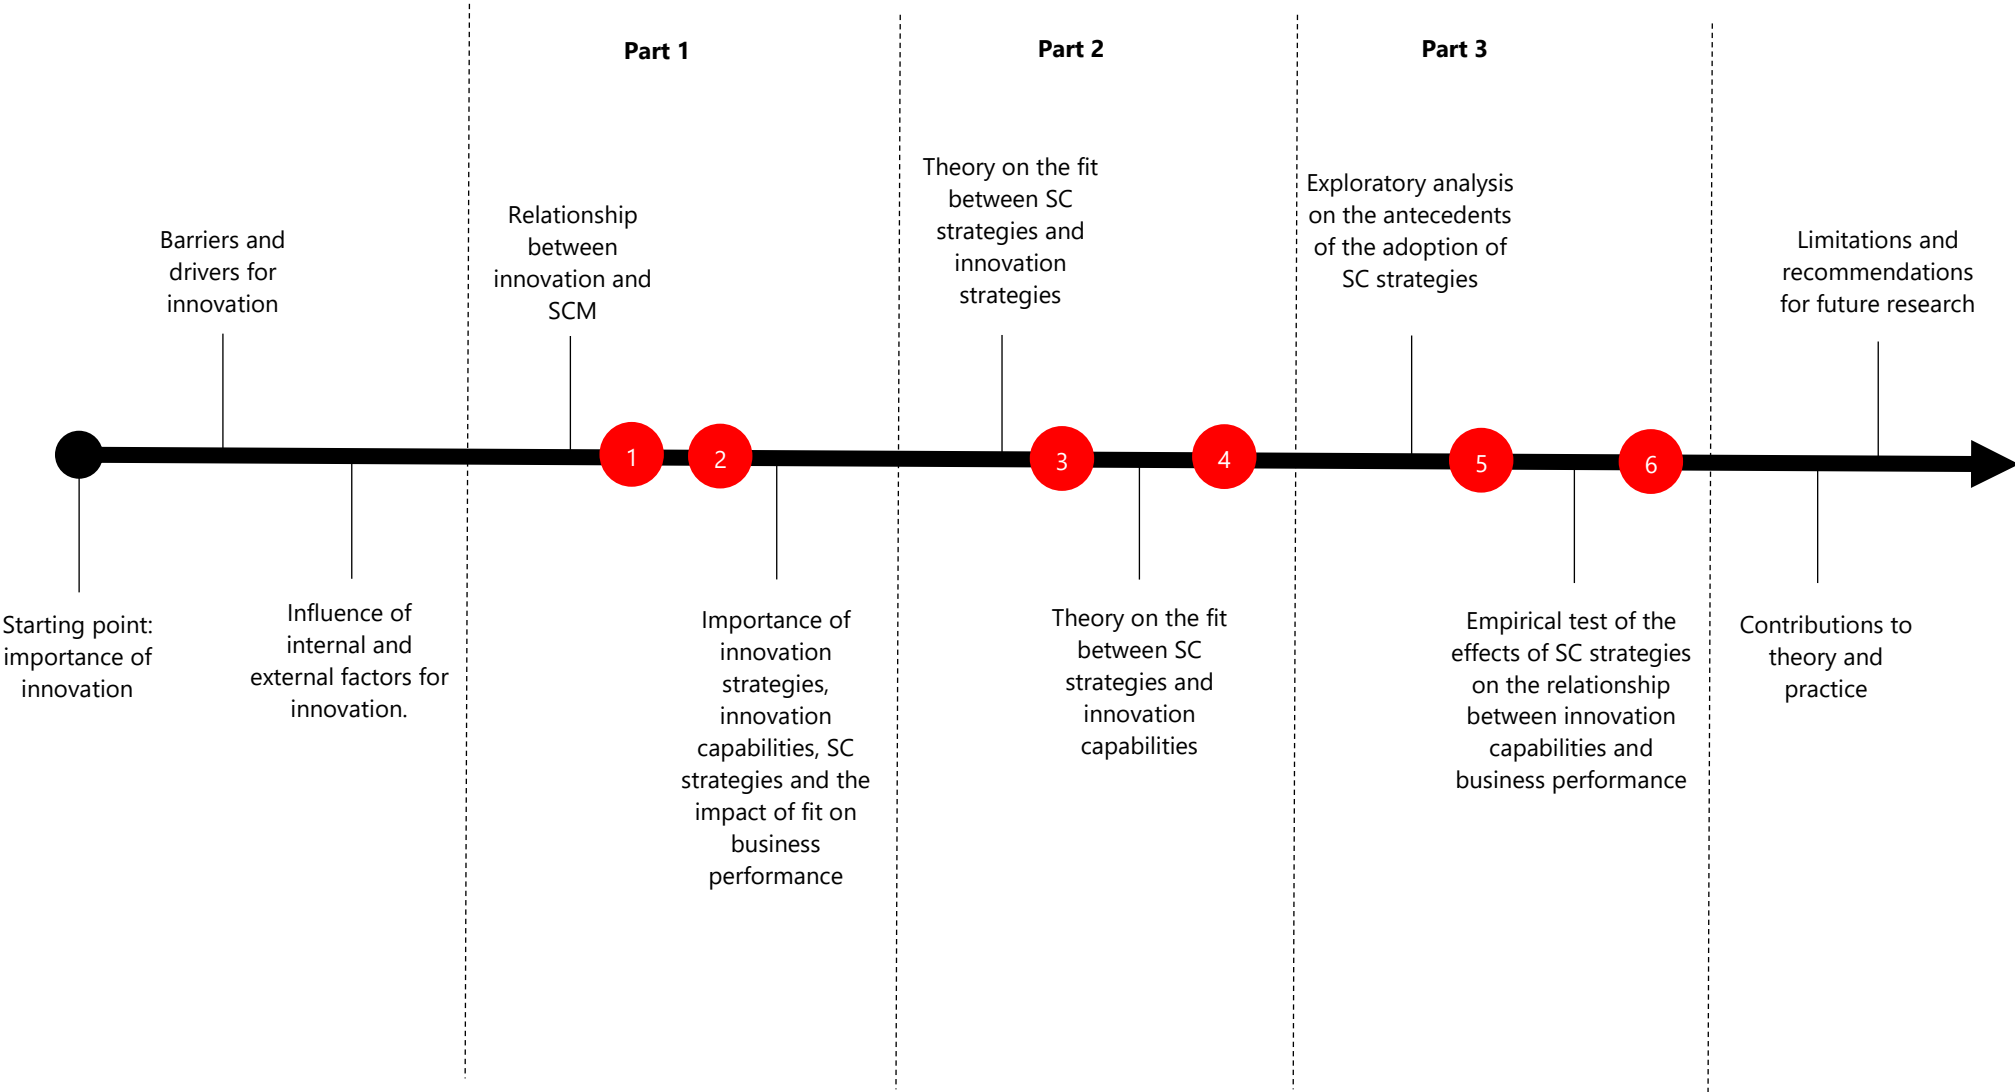 Part 1
Part 2
Part 3
Barriers and
drivers for
innovation
Relationship
between
innovation and
SCM
Theory on the fit
between SC
strategies and
innovation
strategies
Exploratory analysis
on the antecedents
of the adoption of
SC strategies
Limitations and
recommendations
for future research
1
2
3
4
5
6
Starting point:
importance of
innovation
Influence of
internal and
external factors for
innovation.
Importance of
innovation
strategies,
innovation
capabilities, SC
strategies and the
impact of fit on
business
performance
Theory on the fit
between SC
strategies and
innovation
capabilities
Empirical test of the
effects of SC strategies
on the relationship
between innovation
capabilities and
business performance
Contributions to
theory and
practice